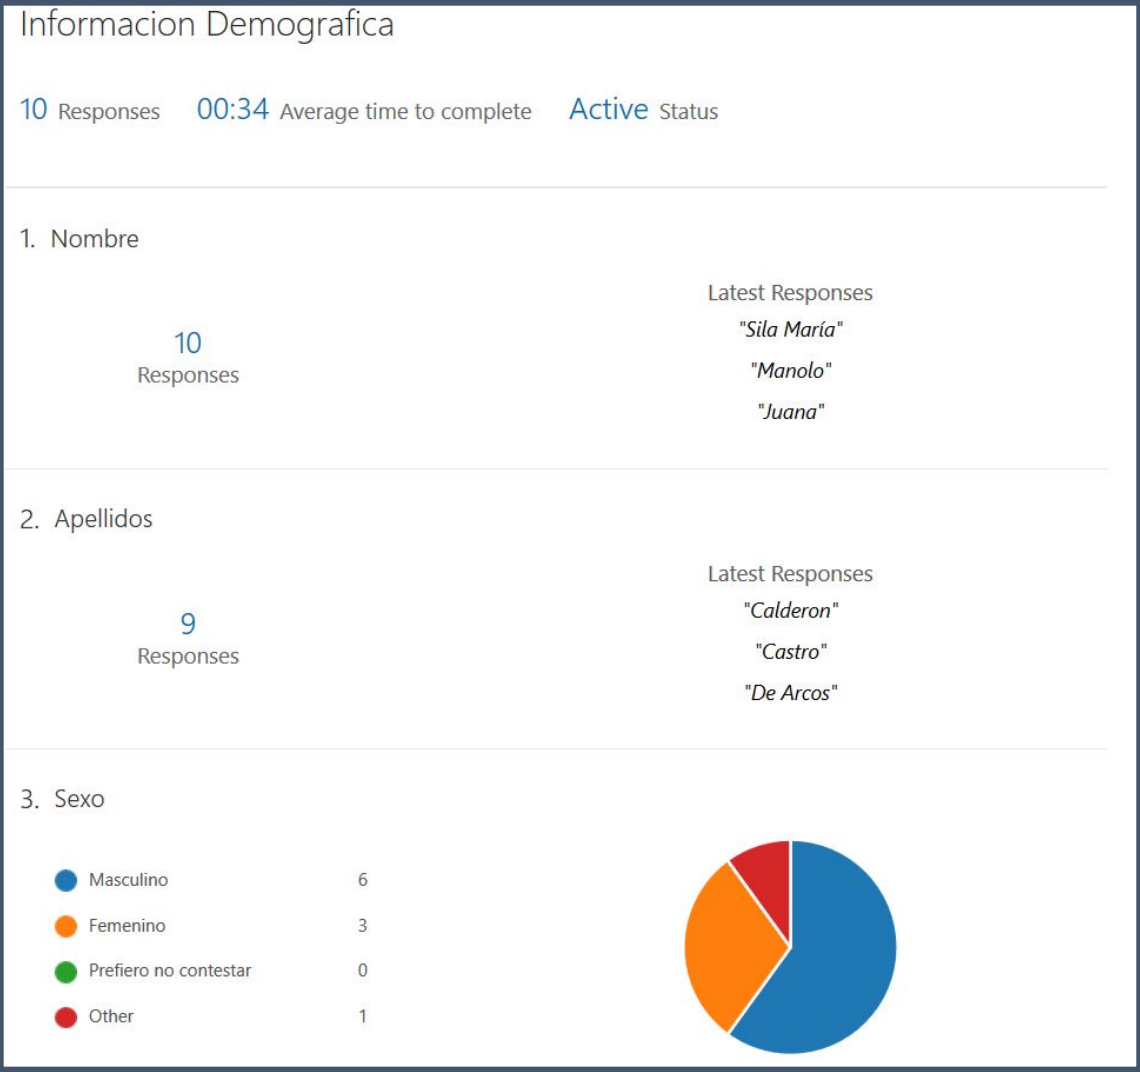 Informacion Demografica
10 Responses 00:34 Average time to complete Active Status
1. Nombre
10
Responses
Latest Responses
"Sila María"
"Manolo"
"Juana"
2. Apellidos
9
Responses
Latest Responses
"Calderon"
"Castro"
"De Arcos"
3. Sexo
Masculino 6
Femenino 3
Prefiero no contestar 0
Other 1